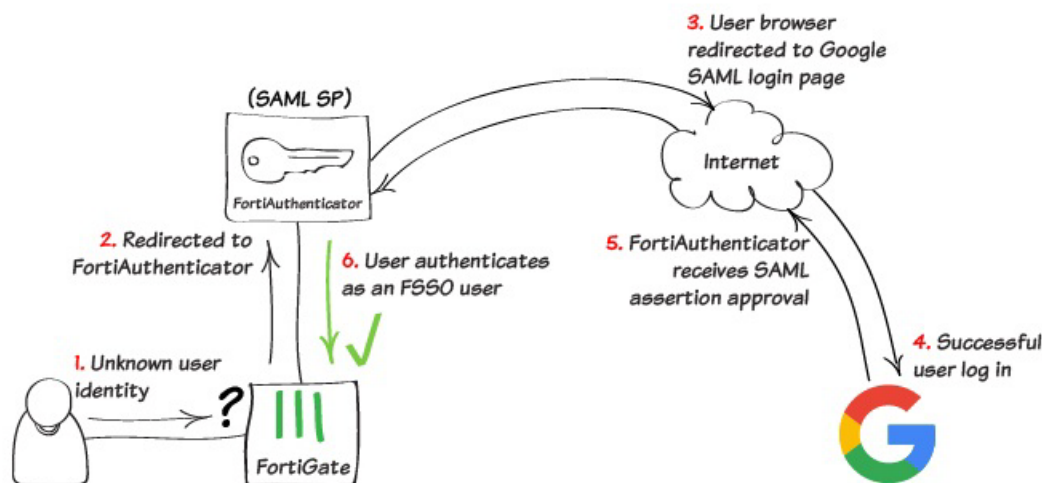 3. User browser
redirected to Google
SAML login page
(SAML SP)
Internet
FortiAuthenticator
2. Redirected to
FortiAuthenticator
6. User authenticates
as an FSSO user
5. FortiAuthenticator
receives SAML
assertion approval
1. Unknown user
identity
?
4. Successful
user log in
FortiGate